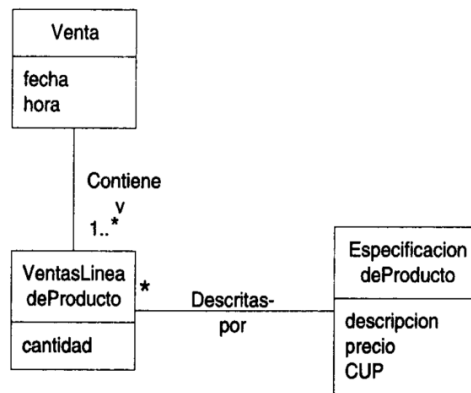 Venta
fecha
hora
Contiene
v
1..*
VentasLinea
deProducto
*
cantidad
Descritas-
por
Especificacion
deProducto
descripcion
precio
CUP